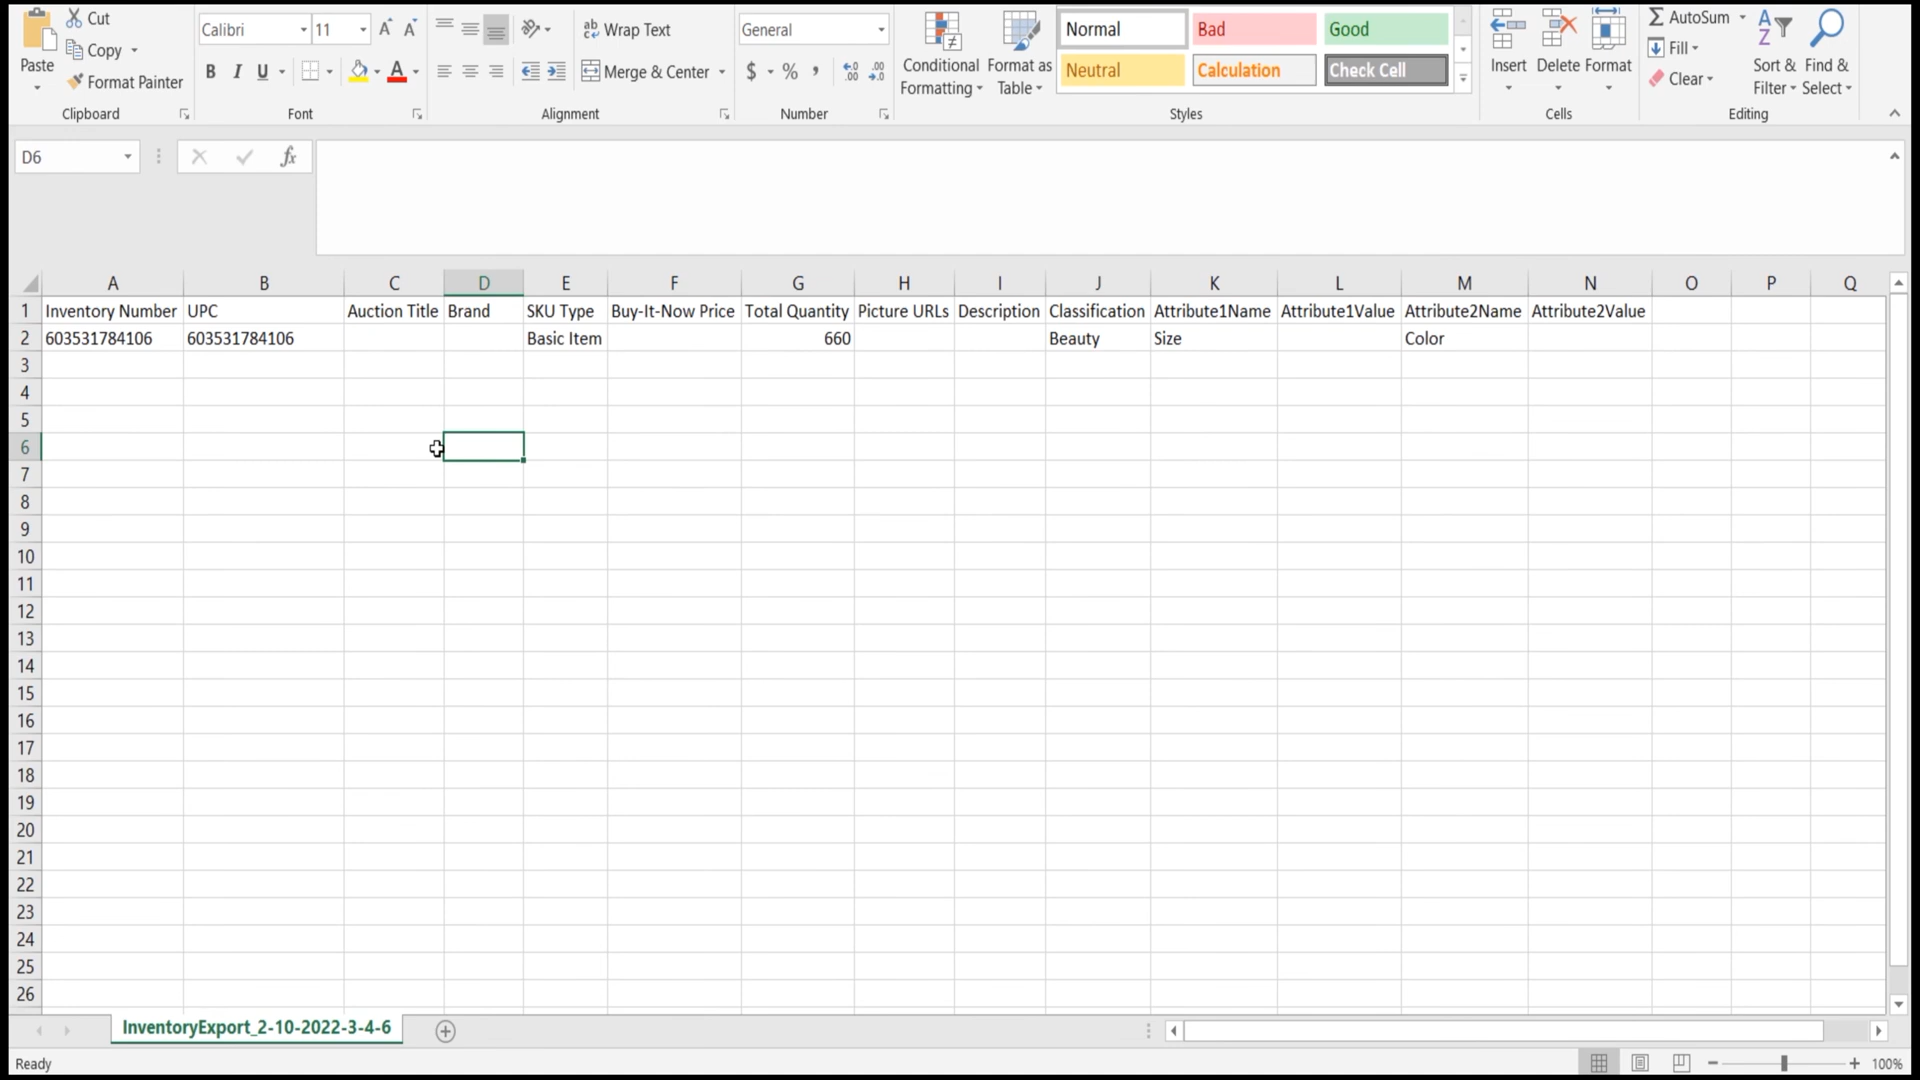 Cut
Copy
Format Painter
Paste
Clipboard
Calibri 11
B I U
Font
Wrap Text
Merge & Center
Alignment
General
$ % ,
Number
Conditional Formatting
Format as Table
Normal Bad Good
Neutral Calculation Check Cell
Styles
Insert Delete Format
Cells
AutoSum
Fill
Clear
Sort & Filter
Find & Select
Editing
D6 fx
A B C D E F G H I J K L M N O P Q
1 Inventory Number UPC Auction Title Brand SKU Type Buy-It-Now Price Total Quantity Picture URLs Description Classification Attribute1Name Attribute1Value Attribute2Name Attribute2Value
2 603531784106 603531784106 Basic Item 660 Beauty Size Color
3
4
5
6
7
8
9
10
11
12
13
14
15
16
17
18
19
20
21
22
23
24
25
26
InventoryExport_2-10-2022-3-4-6
Ready
100%